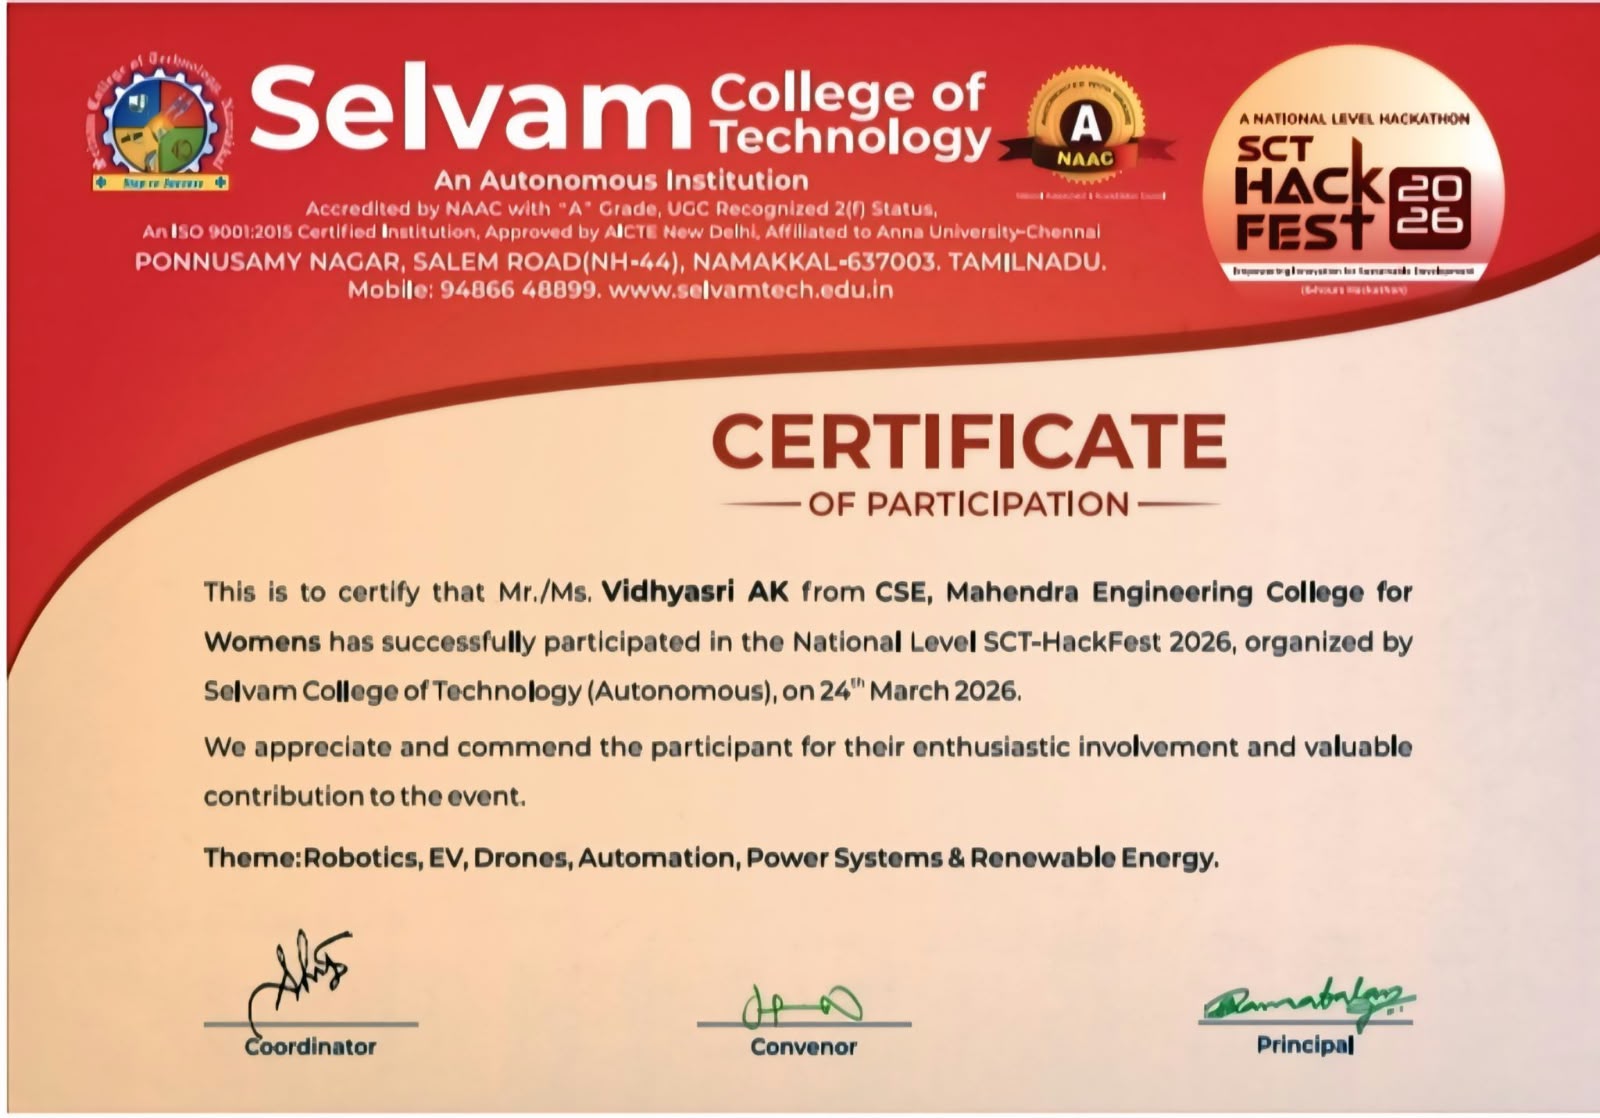 Selvam College of Technology
An Autonomous Institution
Accredited by NAAC with "A" Grade, UGC Recognized 2(f) Status,
An ISO 9001:2015 Certified Institution, Approved by AICTE New Delhi, Affiliated to Anna University-Chennai
PONNUSAMY NAGAR, SALEM ROAD(NH-44), NAMAKKAL-637003. TAMILNADU.
Mobile: 94866 48899. www.selvamtech.edu.in
A
NAAC
A NATIONAL LEVEL HACKATHON
SCT
HACK
FEST
20
26
CERTIFICATE
OF PARTICIPATION
This is to certify that Mr./Ms. Vidhyasri AK from CSE, Mahendra Engineering College for
Womens has successfully participated in the National Level SCT-HackFest 2026, organized by
Selvam College of Technology (Autonomous), on 24th March 2026.
We appreciate and commend the participant for their enthusiastic involvement and valuable
contribution to the event.
Theme:Robotics, EV, Drones, Automation, Power Systems & Renewable Energy.
Coordinator
Convenor
Principal